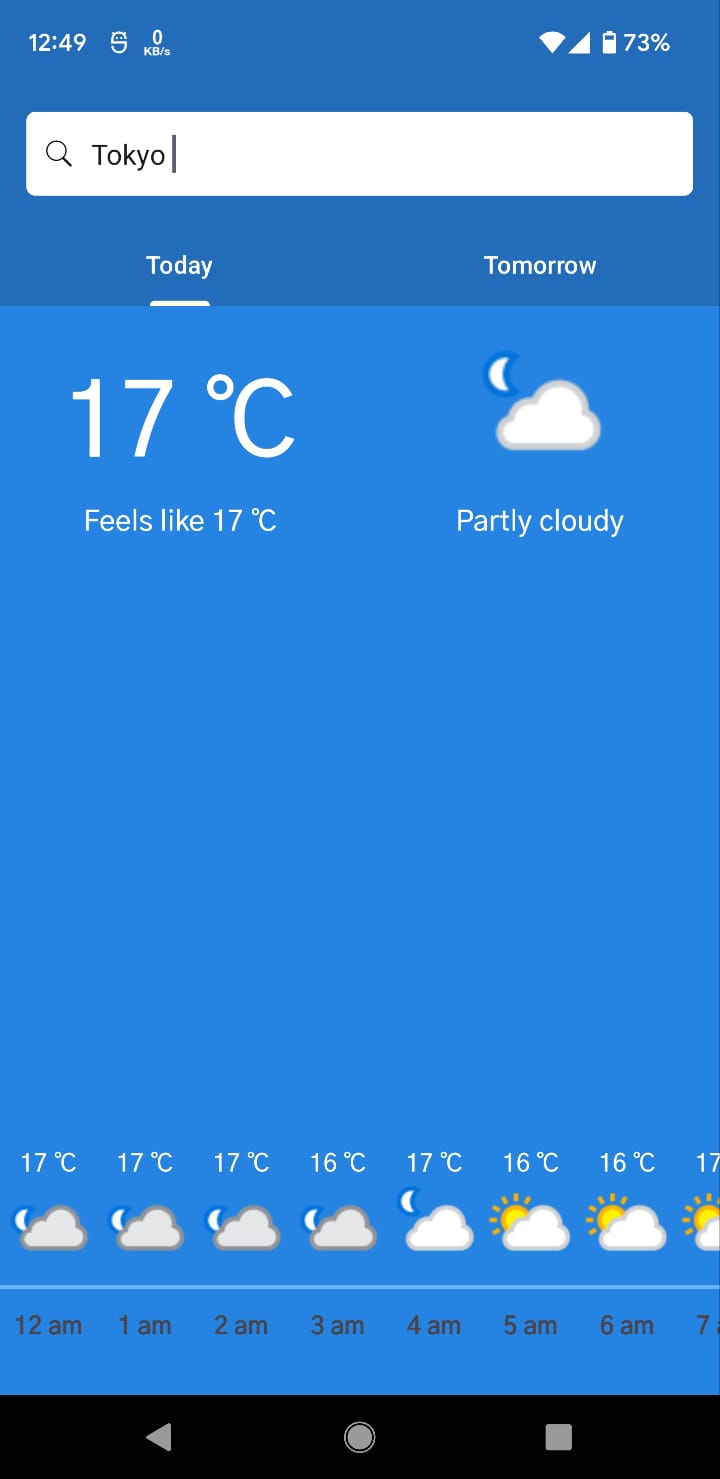 12:49 0 KB/s 73%
Tokyo
Today Tomorrow
17 °C
Feels like 17 °C Partly cloudy
17 °C 17 °C 17 °C 16 °C 17 °C 16 °C 16 °C 17
12 am 1 am 2 am 3 am 4 am 5 am 6 am 7 a